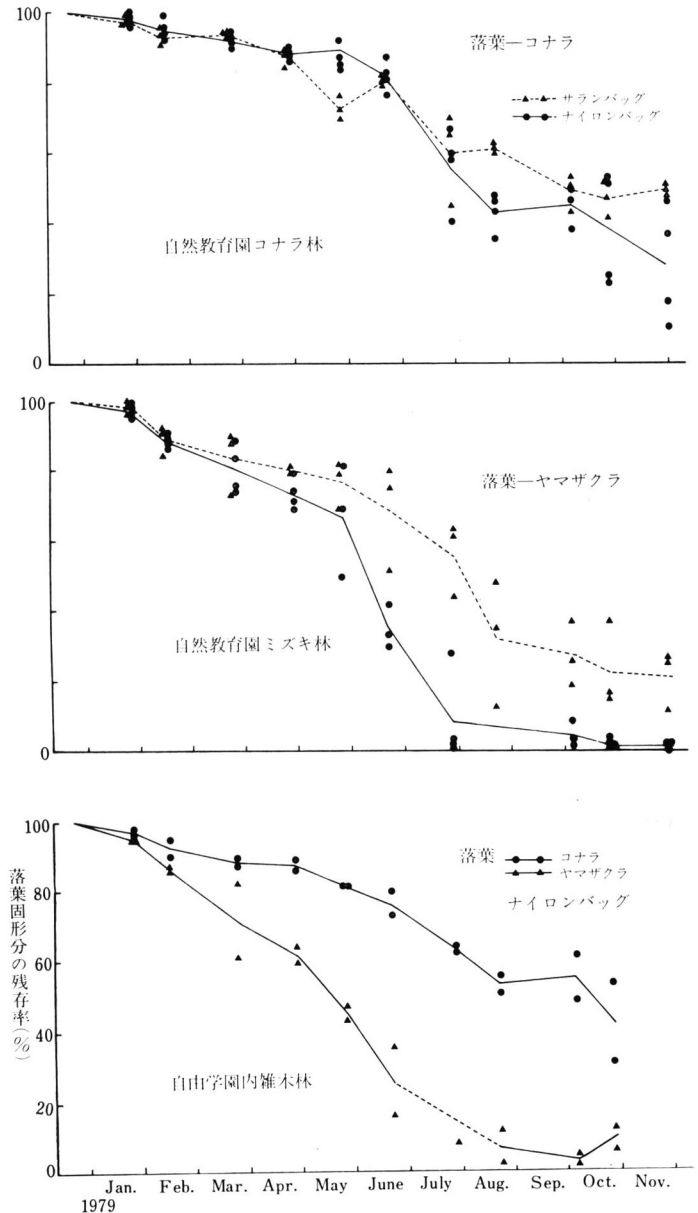 100
落葉―コナラ
サランバッグ
ナイロンバッグ
自然教育園コナラ林
0
100
落葉―ヤマザクラ
自然教育園ミズキ林
0
100
落葉 コナラ
ヤマザクラ
ナイロンバッグ
80
60
40
20
0
落葉固形分の残存率(%)
自由学園内雑木林
Jan. Feb. Mar. Apr. May June July Aug. Sep. Oct. Nov.
1979